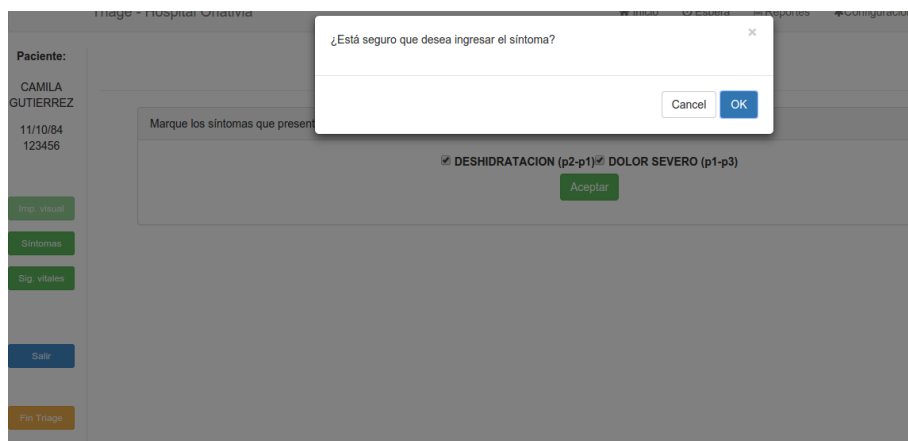 Triage - Hospital Oñativia
Inicio
Espera
Reportes
Configuración
¿Está seguro que desea ingresar el síntoma?
×
Cancel
OK
Paciente:
CAMILA
GUTIERREZ
11/10/84
123456
Imp. visual
Síntomas
Sig. vitales
Salir
Fin Triage
Marque los síntomas que present
DESHIDRATACION (p2-p1) DOLOR SEVERO (p1-p3)
Aceptar